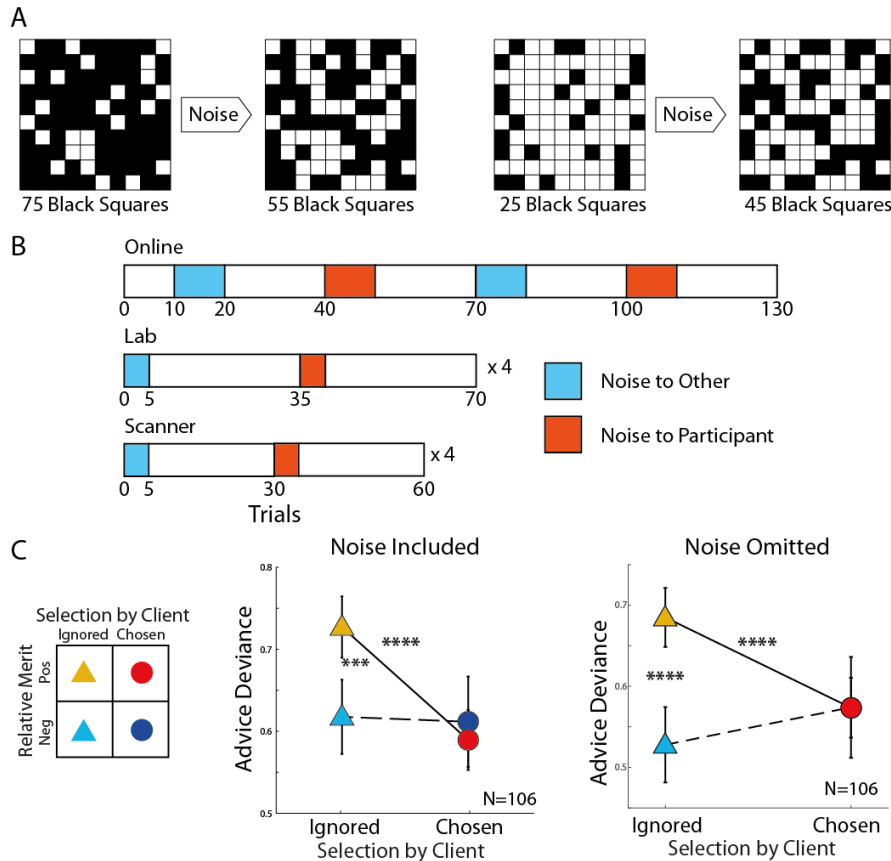 A
Noise
Noise
75 Black Squares
55 Black Squares
25 Black Squares
45 Black Squares
B
Online
0
10
20
40
70
100
130
Lab
x 4
0
5
35
70
Noise to Other
Scanner
Noise to Participant
x 4
0
5
30
60
Trials
C
Selection by Client
Ignored
Chosen
Relative Merit
Pos
Neg
Noise Included
Advice Deviance
0.8
0.7
0.6
0.5
****
***
N=106
Ignored
Chosen
Selection by Client
Noise Omitted
Advice Deviance
0.7
0.6
0.5
****
****
N=106
Ignored
Chosen
Selection by Client